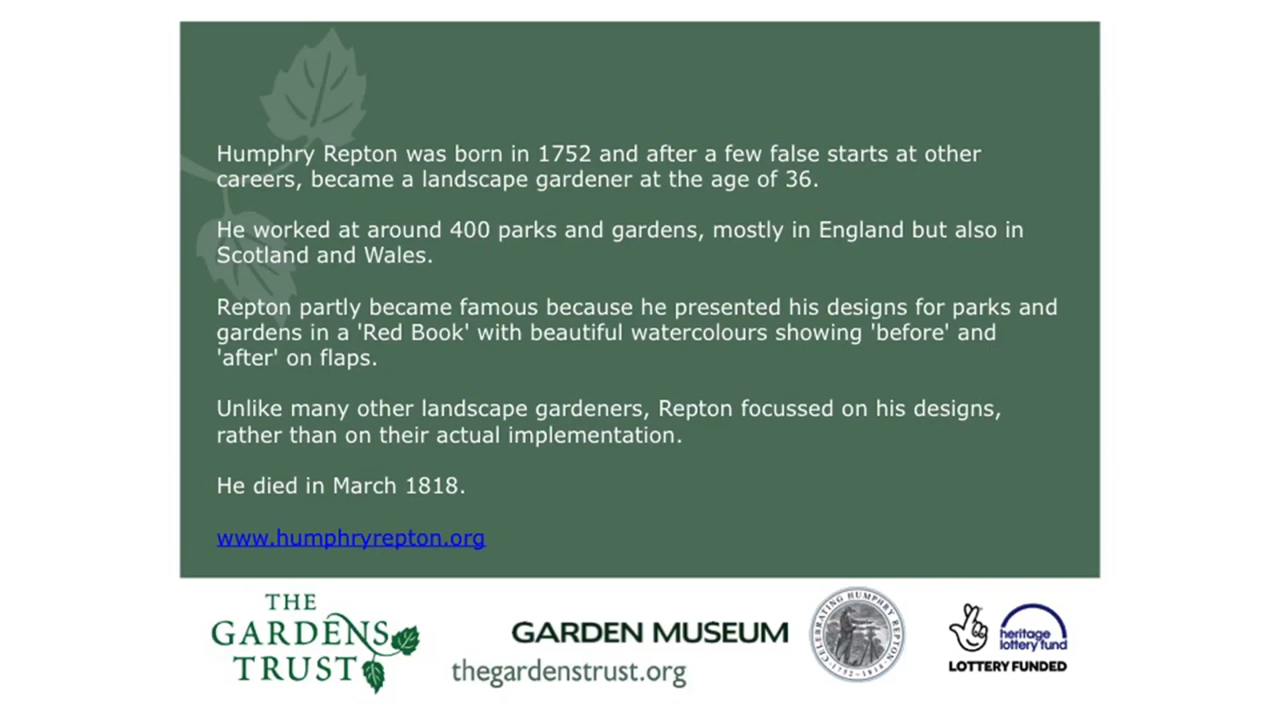 Humphry Repton was born in 1752 and after a few false starts at other
careers, became a landscape gardener at the age of 36.
He worked at around 400 parks and gardens, mostly in England but also in
Scotland and Wales.
Repton partly became famous because he presented his designs for parks and
gardens in a 'Red Book' with beautiful watercolours showing 'before' and
'after' on flaps.
Unlike many other landscape gardeners, Repton focussed on his designs,
rather than on their actual implementation.
He died in March 1818.
www.humphryrepton.org
THE
GARDENS
TRUST
GARDEN MUSEUM
thegardenstrust.org
CELEBRATING HUMPHRY REPTON
·1752–1818·
heritage
lottery fund
LOTTERY FUNDED